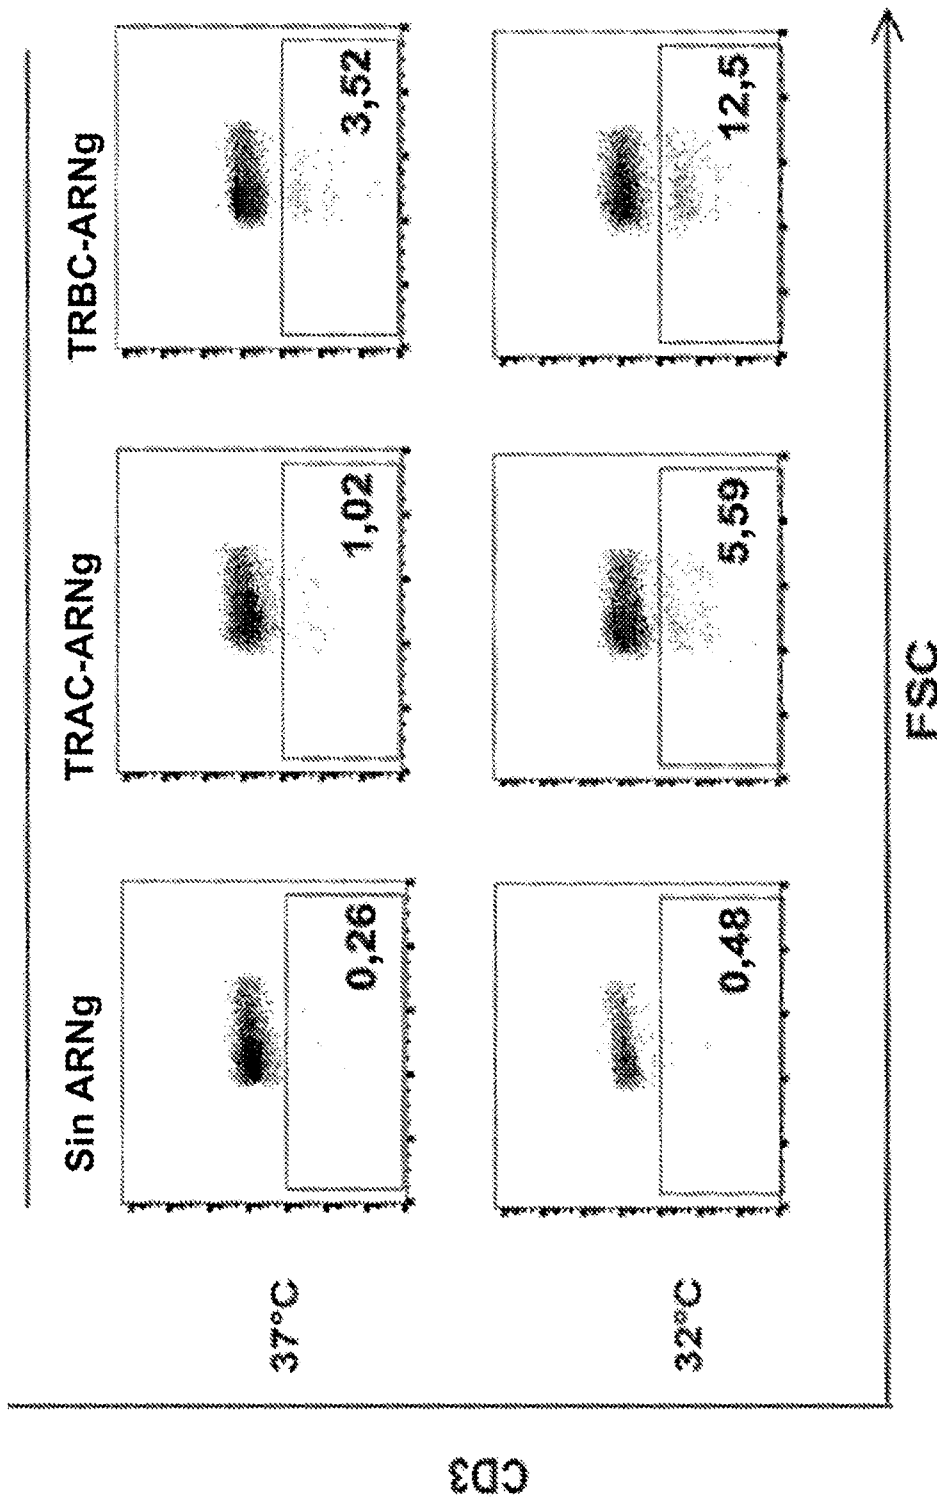 Sin ARNg
TRAC-ARNg
TRBC-ARNg
37°C
0,26
1,02
3,52
32°C
0,48
5,59
12,5
CD3
FSC